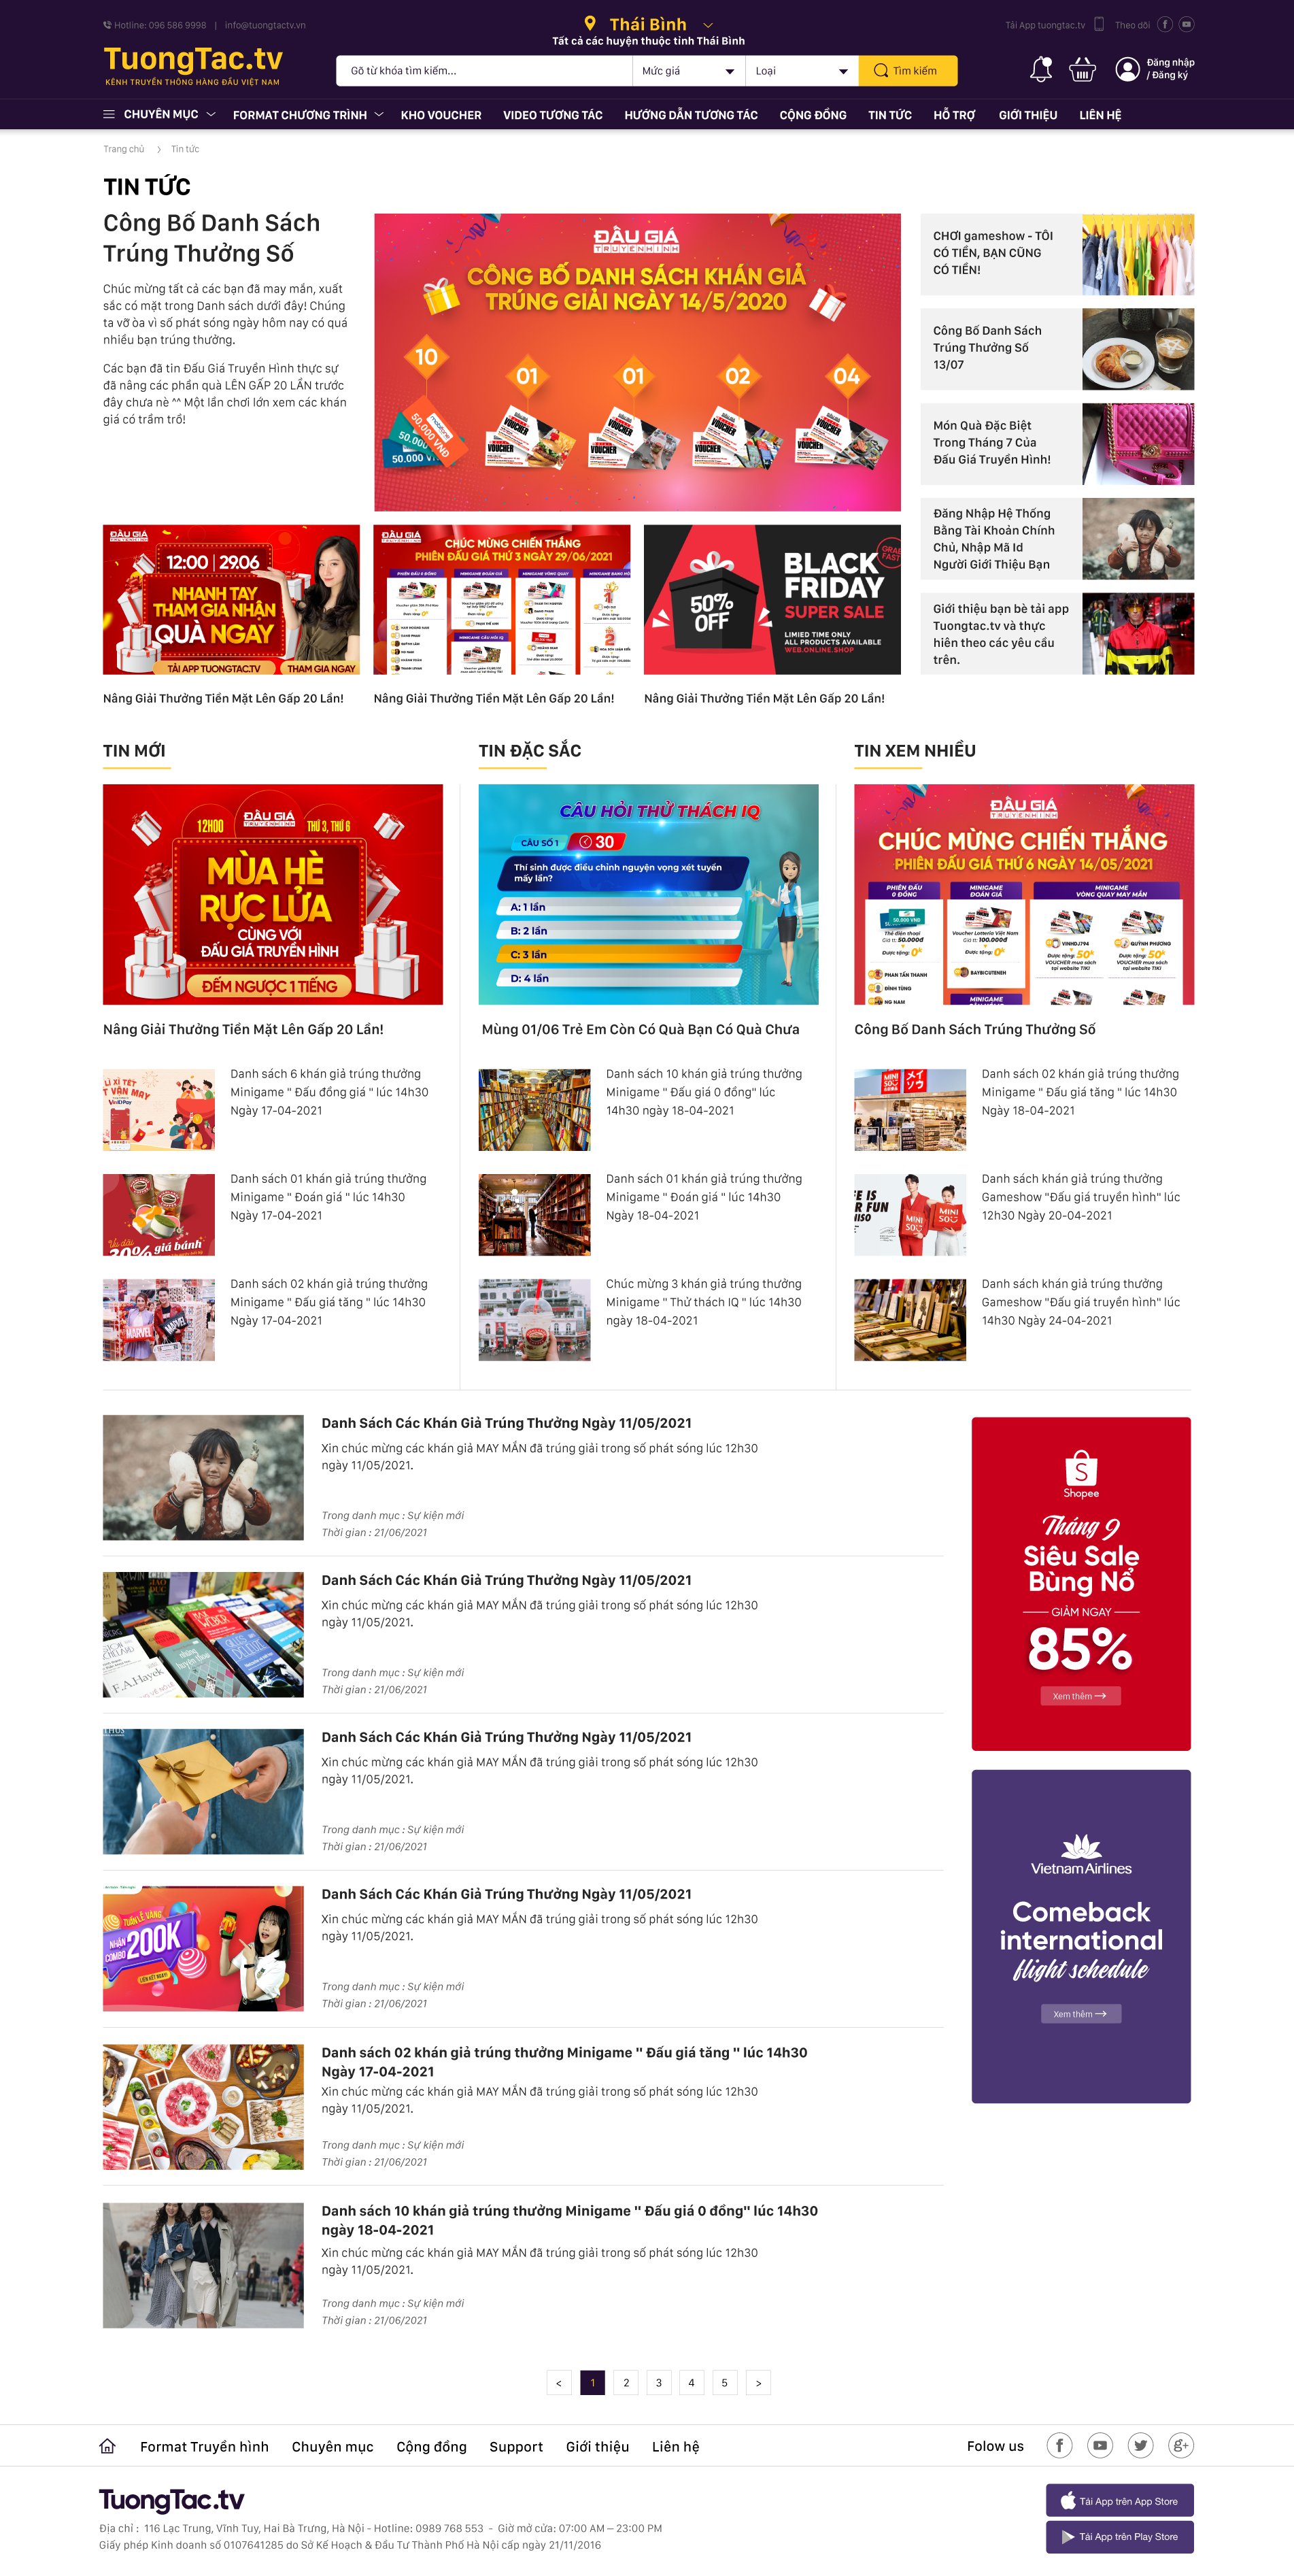 Hotline: 096 586 9998 | info@tuongtactv.vn
Thái Bình
Tải App tuongtac.tv
Theo dõi
Tất cả các huyện thuộc tỉnh Thái Bình
TuongTac.tv
KÊNH TRUYỀN THÔNG HÀNG ĐẦU VIỆT NAM
Gõ từ khóa tìm kiếm...
Mức giá
Loại
Tìm kiếm
Đăng nhập
/ Đăng ký
CHUYÊN MỤC
FORMAT CHƯƠNG TRÌNH
KHO VOUCHER
VIDEO TƯƠNG TÁC
HƯỚNG DẪN TƯƠNG TÁC
CỘNG ĐỒNG
TIN TỨC
HỖ TRỢ
GIỚI THIỆU
LIÊN HỆ
Trang chủ > Tin tức
TIN TỨC
Công Bố Danh Sách
Trúng Thưởng Số
Chúc mừng tất cả các bạn đã may mắn, xuất
sắc có mặt trong Danh sách dưới đây! Chúng
ta vỡ òa vì số phát sóng ngày hôm nay có quá
nhiều bạn trúng thưởng.
Các bạn đã tin Đấu Giá Truyền Hình thực sự
đã nâng các phần quà LÊN GẤP 20 LẦN trước
đây chưa nè ^^ Một lần chơi lớn xem các khán
giả có trầm trồ!
ĐẤU GIÁ
TRUYỀN HÌNH
CÔNG BỐ DANH SÁCH KHÁN GIẢ
TRÚNG GIẢI NGÀY 14/5/2020
10
01
01
02
04
50.000 VNĐ
50.000
50.000 VNĐ
VOUCHER
VOUCHER
VOUCHER
VOUCHER
CHƠI gameshow - TÔI
CÓ TIỀN, BẠN CŨNG
CÓ TIỀN!
Công Bố Danh Sách
Trúng Thưởng Số
13/07
Món Quà Đặc Biệt
Trong Tháng 7 Của
Đấu Giá Truyền Hình!
Đăng Nhập Hệ Thống
Bằng Tài Khoản Chính
Chủ, Nhập Mã Id
Người Giới Thiệu Bạn
Giới thiệu bạn bè tải app
Tuongtac.tv và thực
hiên theo các yêu cầu
trên.
ĐẤU GIÁ
12:00 | 29.06
NHANH TAY
THAM GIA NHẬN
QUÀ NGAY
TẢI APP TUONGTAC.TV
THAM GIA NGAY
ĐẤU GIÁ
CHÚC MỪNG CHIẾN THẮNG
PHIÊN ĐẤU GIÁ THỨ 3 NGÀY 29/06/2021
50%
OFF
BLACK
FRIDAY
SUPER SALE
LIMIED TIME ONLY
ALL PRODUCTS AVAILABLE
WEB.ONLINE.SHOP
Nâng Giải Thưởng Tiền Mặt Lên Gấp 20 Lần!
Nâng Giải Thưởng Tiền Mặt Lên Gấp 20 Lần!
Nâng Giải Thưởng Tiền Mặt Lên Gấp 20 Lần!
TIN MỚI
12H00
ĐẤU GIÁ
TRUYỀN HÌNH
THỨ 3, THỨ 6
MÙA HÈ
RỰC LỬA
CÙNG VỚI
ĐẤU GIÁ TRUYỀN HÌNH
ĐẾM NGƯỢC 1 TIẾNG
Nâng Giải Thưởng Tiền Mặt Lên Gấp 20 Lần!
Danh sách 6 khán giả trúng thưởng
Minigame " Đấu đồng giá " lúc 14h30
Ngày 17-04-2021
Danh sách 01 khán giả trúng thưởng
Minigame " Đoán giá " lúc 14h30
Ngày 17-04-2021
30% giá bánh
Danh sách 02 khán giả trúng thưởng
Minigame " Đấu giá tăng " lúc 14h30
Ngày 17-04-2021
MARVEL
MARVEL
TIN ĐẶC SẮC
CÂU HỎI THỬ THÁCH IQ
CÂU SỐ 1
30
Thí sinh được điều chỉnh nguyện vọng xét tuyển
mấy lần?
A: 1 lần
B: 2 lần
C: 3 lần
D: 4 lần
Mùng 01/06 Trẻ Em Còn Có Quà Bạn Có Quà Chưa
Danh sách 10 khán giả trúng thưởng
Minigame " Đấu giá 0 đồng" lúc
14h30 ngày 18-04-2021
Danh sách 01 khán giả trúng thưởng
Minigame " Đoán giá " lúc 14h30
Ngày 18-04-2021
Chúc mừng 3 khán giả trúng thưởng
Minigame " Thử thách IQ " lúc 14h30
ngày 18-04-2021
TIN XEM NHIỀU
ĐẤU GIÁ
TRUYỀN HÌNH
CHÚC MỪNG CHIẾN THẮNG
PHIÊN ĐẤU GIÁ THỨ 6 NGÀY 14/05/2021
PHIÊN ĐẤU
0 ĐỒNG
MINIGAME
ĐOÁN GIÁ
MINIGAME
VÒNG QUAY MAY MẮN
Công Bố Danh Sách Trúng Thưởng Số
Danh sách 02 khán giả trúng thưởng
Minigame " Đấu giá tăng " lúc 14h30
Ngày 18-04-2021
Danh sách khán giả trúng thưởng
Gameshow "Đấu giá truyền hình" lúc
12h30 Ngày 20-04-2021
Danh sách khán giả trúng thưởng
Gameshow "Đấu giá truyền hình" lúc
14h30 Ngày 24-04-2021
Danh Sách Các Khán Giả Trúng Thưởng Ngày 11/05/2021
Xin chúc mừng các khán giả MAY MẮN đã trúng giải trong số phát sóng lúc 12h30
ngày 11/05/2021.
Trong danh mục : Sự kiện mới
Thời gian : 21/06/2021
Danh Sách Các Khán Giả Trúng Thưởng Ngày 11/05/2021
Xin chúc mừng các khán giả MAY MẮN đã trúng giải trong số phát sóng lúc 12h30
ngày 11/05/2021.
Trong danh mục : Sự kiện mới
Thời gian : 21/06/2021
F.A.Hayek
Danh Sách Các Khán Giả Trúng Thưởng Ngày 11/05/2021
Xin chúc mừng các khán giả MAY MẮN đã trúng giải trong số phát sóng lúc 12h30
ngày 11/05/2021.
Trong danh mục : Sự kiện mới
Thời gian : 21/06/2021
TUẦN LỄ VÀNG
NHẬN
COMBO 200K
Danh Sách Các Khán Giả Trúng Thưởng Ngày 11/05/2021
Xin chúc mừng các khán giả MAY MẮN đã trúng giải trong số phát sóng lúc 12h30
ngày 11/05/2021.
Trong danh mục : Sự kiện mới
Thời gian : 21/06/2021
Danh sách 02 khán giả trúng thưởng Minigame " Đấu giá tăng " lúc 14h30
Ngày 17-04-2021
Xin chúc mừng các khán giả MAY MẮN đã trúng giải trong số phát sóng lúc 12h30
ngày 11/05/2021.
Trong danh mục : Sự kiện mới
Thời gian : 21/06/2021
Danh sách 10 khán giả trúng thưởng Minigame " Đấu giá 0 đồng" lúc 14h30
ngày 18-04-2021
Xin chúc mừng các khán giả MAY MẮN đã trúng giải trong số phát sóng lúc 12h30
ngày 11/05/2021.
Trong danh mục : Sự kiện mới
Thời gian : 21/06/2021
Shopee
Tháng 9
Siêu Sale
Bùng Nổ
GIẢM NGAY
85%
Xem thêm
Vietnam Airlines
Comeback
international
flight schedule
Xem thêm
< 1 2 3 4 5 >
Format Truyền hình
Chuyên mục
Cộng đồng
Support
Giới thiệu
Liên hệ
Folow us
TuongTac.tv
Địa chỉ : 116 Lạc Trung, Vĩnh Tuy, Hai Bà Trưng, Hà Nội - Hotline: 0989 768 553 - Giờ mở cửa: 07:00 AM – 23:00 PM
Giấy phép Kinh doanh số 0107641285 do Sở Kế Hoạch & Đầu Tư Thành Phố Hà Nội cấp ngày 21/11/2016
Tải App trên App Store
Tải App trên Play Store